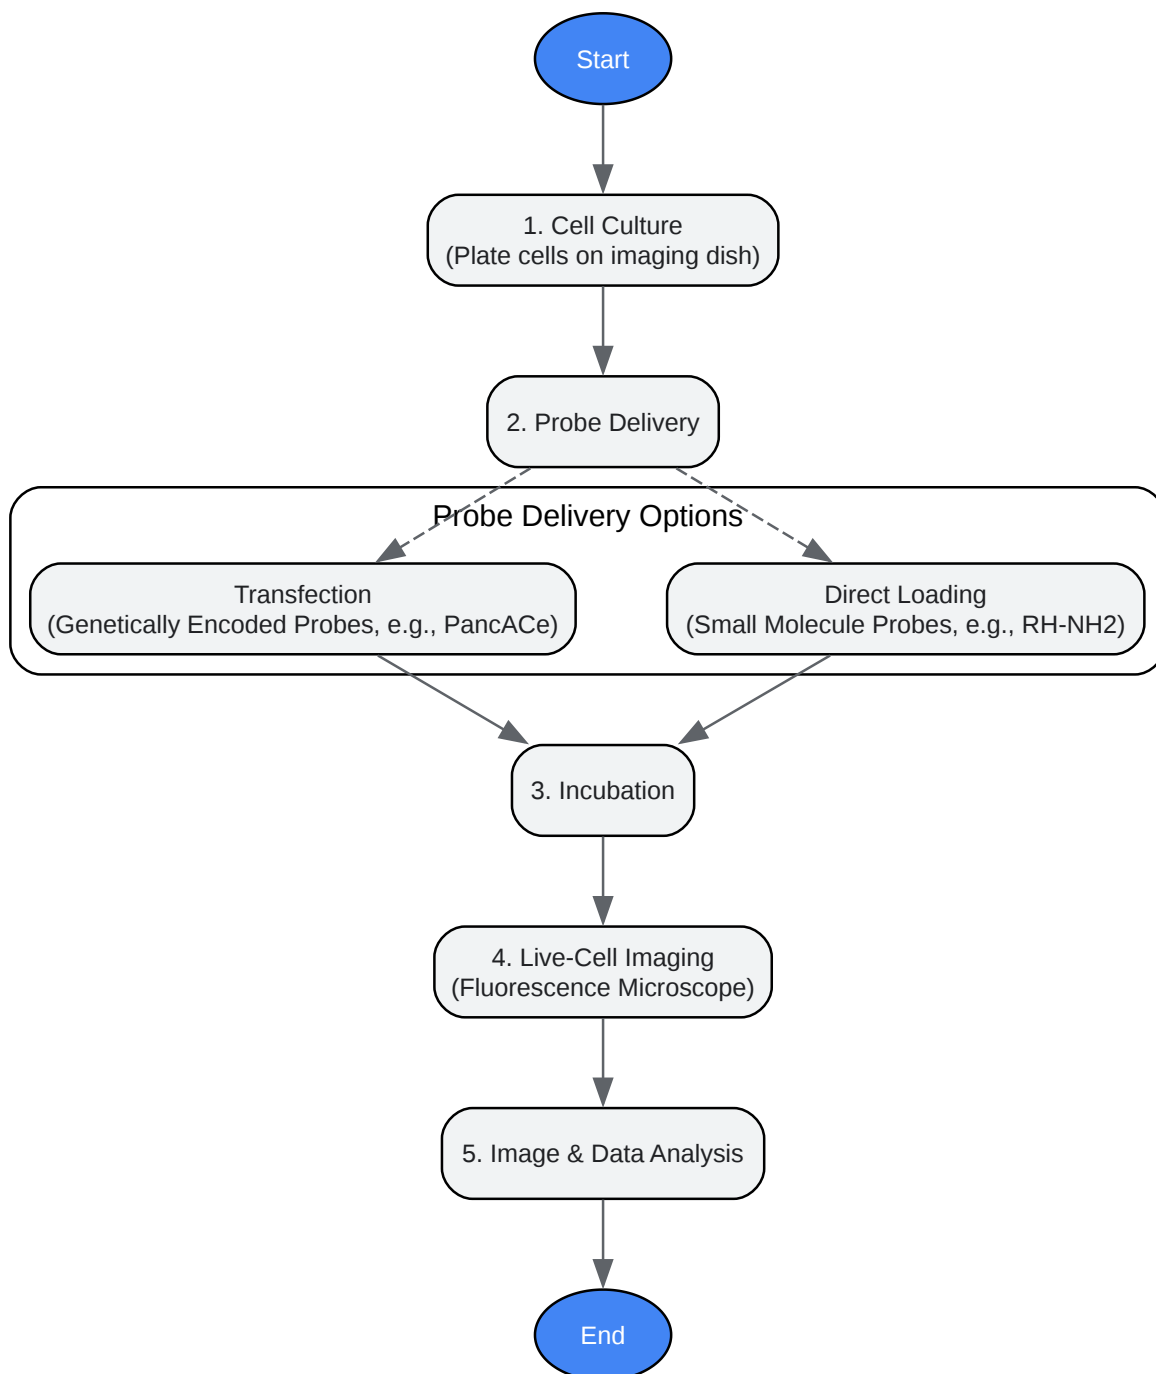 Start
1. Cell Culture
(Plate cells on imaging dish)
2. Probe Delivery
Probe Delivery Options
Transfection
(Genetically Encoded Probes, e.g., PancACe)
Direct Loading
(Small Molecule Probes, e.g., RH-NH2)
3. Incubation
4. Live-Cell Imaging
(Fluorescence Microscope)
5. Image & Data Analysis
End